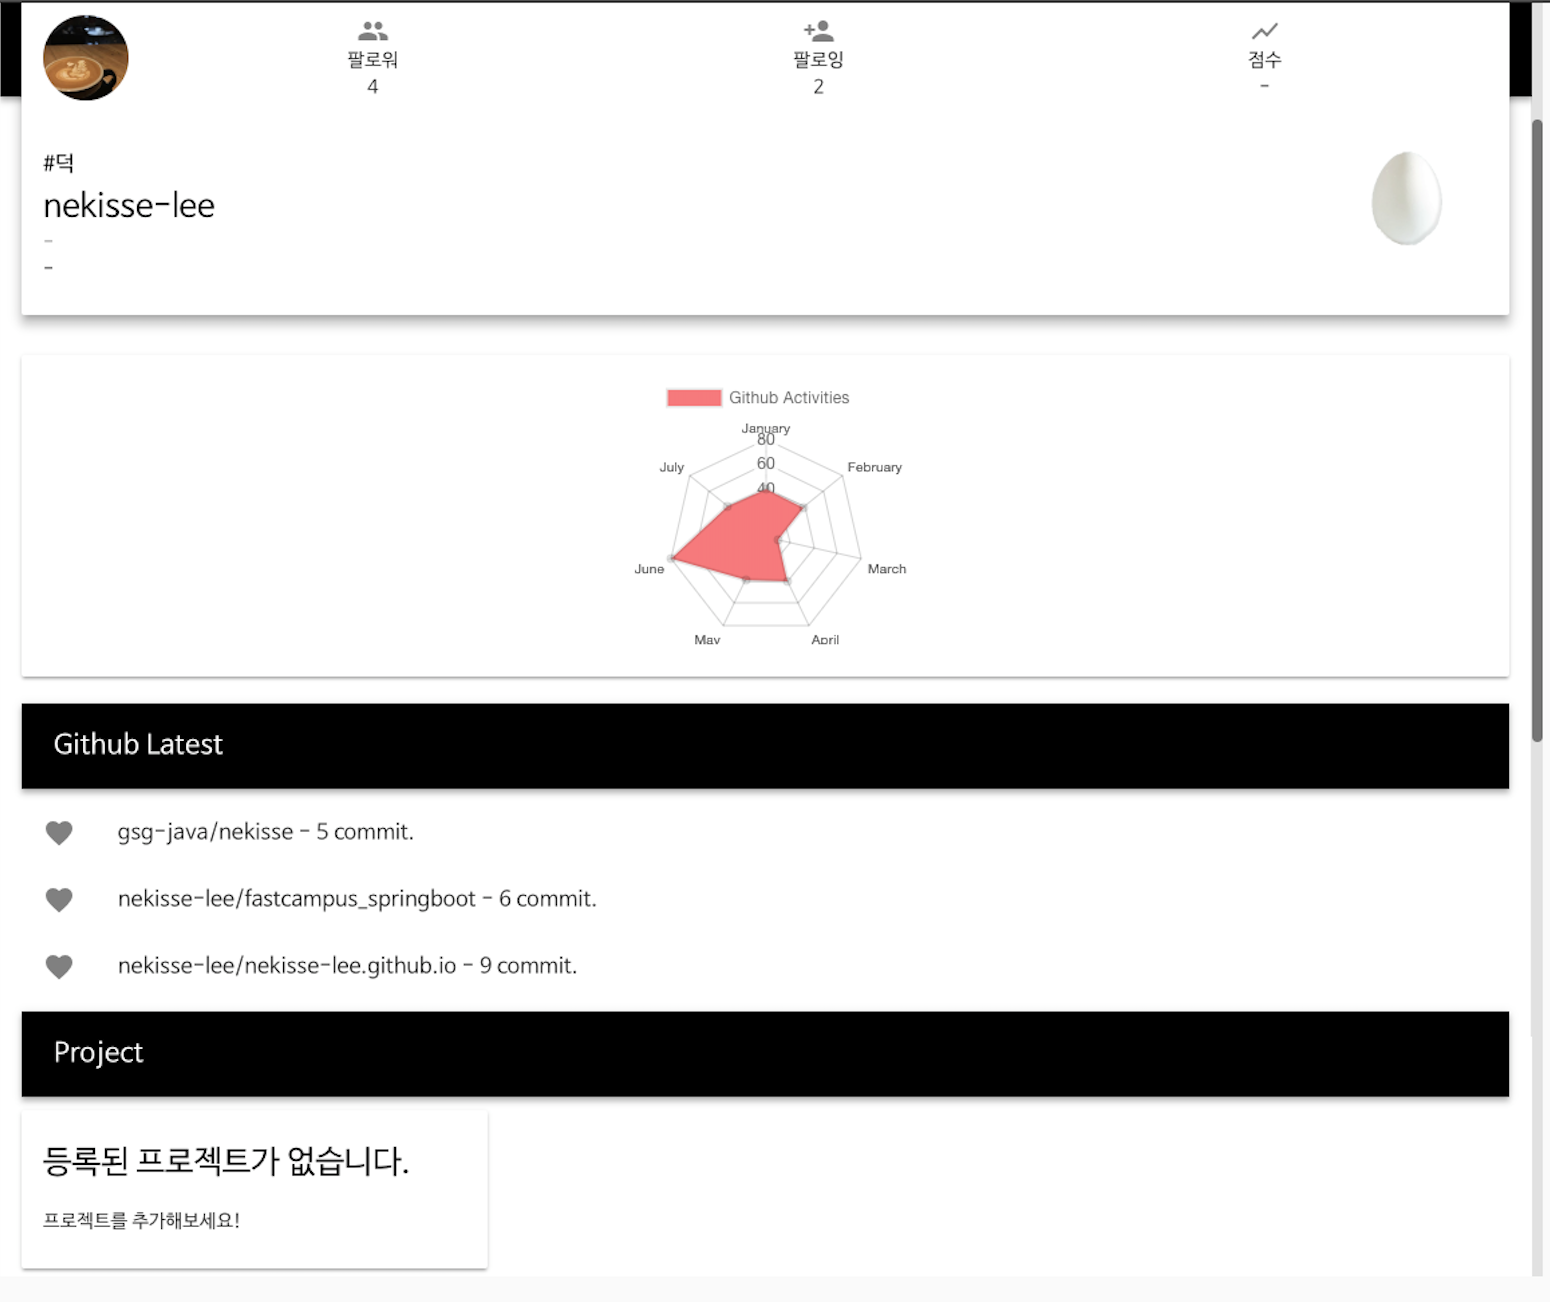 팔로워
4
팔로잉
2
점수
-
#덕
nekisse-lee
-
-
Github Activities
January
80
60
40
July
February
June
March
May
April
Github Latest
gsg-java/nekisse - 5 commit.
nekisse-lee/fastcampus_springboot - 6 commit.
nekisse-lee/nekisse-lee.github.io - 9 commit.
Project
등록된 프로젝트가 없습니다.
프로젝트를 추가해보세요!